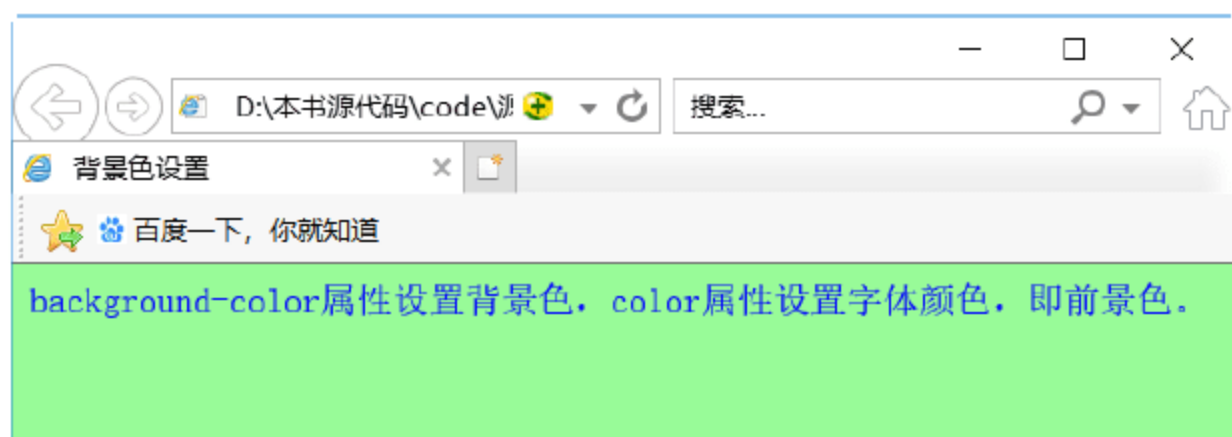 D:\本书源代码\code\
搜索...
背景色设置
百度一下，你就知道
background-color属性设置背景色，color属性设置字体颜色，即前景色。